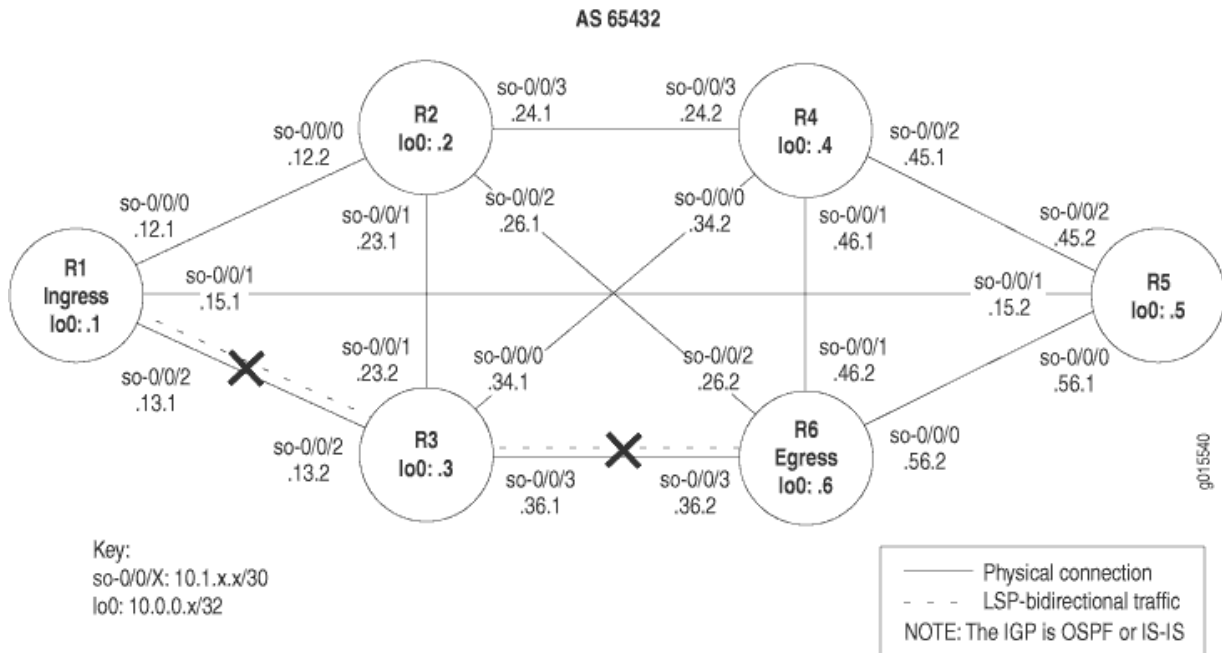 AS 65432
R2
lo0: .2
so-0/0/3
.24.1
so-0/0/3
.24.2
R4
lo0: .4
so-0/0/0
.12.2
so-0/0/2
.45.1
so-0/0/0
.12.1
so-0/0/1
.23.1
so-0/0/2
.26.1
so-0/0/0
.34.2
so-0/0/1
.46.1
so-0/0/2
.45.2
R1
Ingress
lo0: .1
so-0/0/1
.15.1
so-0/0/1
.15.2
R5
lo0: .5
so-0/0/2
.13.1
so-0/0/1
.23.2
so-0/0/0
.34.1
so-0/0/2
.26.2
so-0/0/1
.46.2
so-0/0/0
.56.1
so-0/0/2
.13.2
R3
lo0: .3
so-0/0/3
.36.1
so-0/0/3
.36.2
R6
Egress
lo0: .6
so-0/0/0
.56.2
g015540
Key:
so-0/0/X: 10.1.x.x/30
lo0: 10.0.0.x/32
Physical connection
LSP-bidirectional traffic
NOTE: The IGP is OSPF or IS-IS